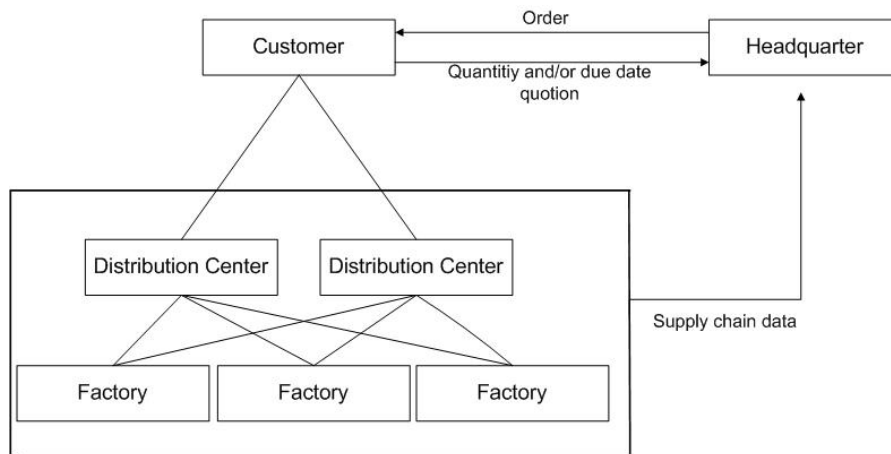 Order
Customer
Headquarter
Quantitiy and/or due date
quotion
Distribution Center
Distribution Center
Supply chain data
Factory
Factory
Factory